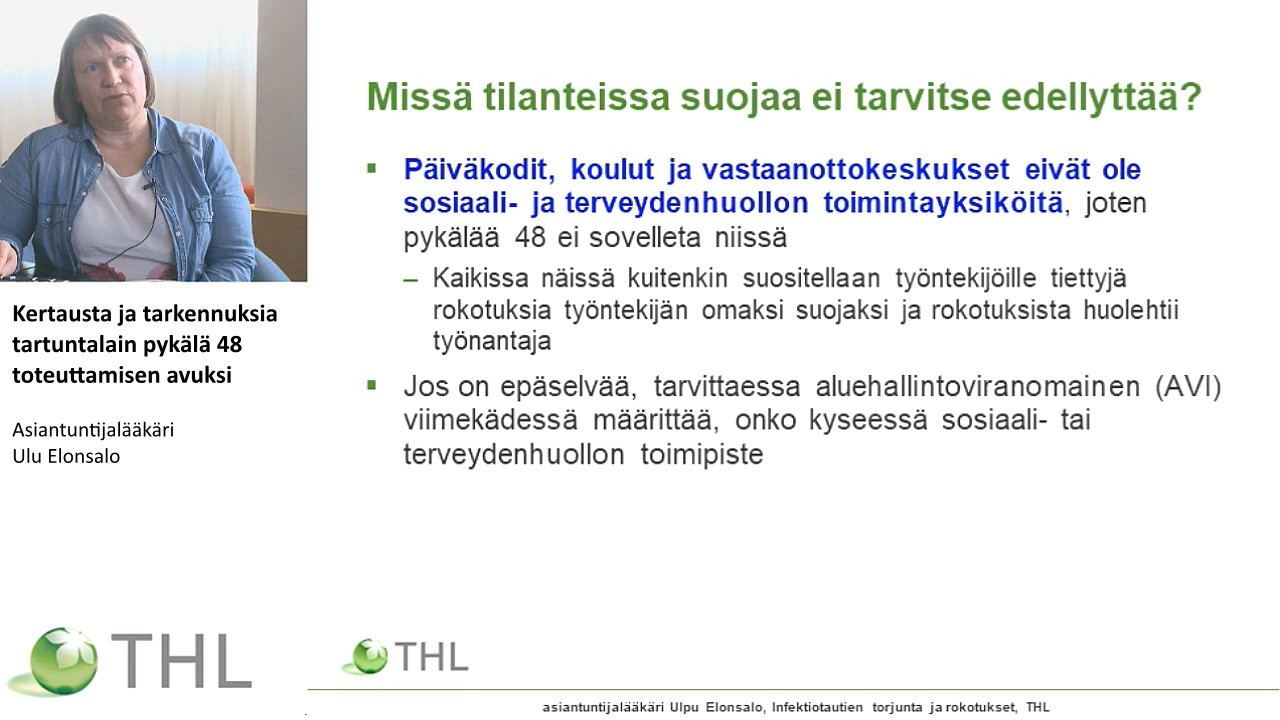 Missä tilanteissa suojaa ei tarvitse edellyttää?
Päiväkodit, koulut ja vastaanottokeskukset eivät ole
sosiaali- ja terveydenhuollon toimintayksiköitä, joten
pykälää 48 ei sovelleta niissä
– Kaikissa näissä kuitenkin suositellaan työntekijöille tiettyjä
rokotuksia työntekijän omaksi suojaksi ja rokotuksista huolehtii
työnantaja
Jos on epäselvää, tarvittaessa aluehallintoviranomainen (AVI)
viimekädessä määrittää, onko kyseessä sosiaali- tai
terveydenhuollon toimipiste
Kertausta ja tarkennuksia
tartuntalain pykälä 48
toteuttamisen avuksi
Asiantuntijalääkäri
Ulu Elonsalo
THL
THL
asiantuntijalääkäri Ulpu Elonsalo, Infektiotautien torjunta ja rokotukset, THL